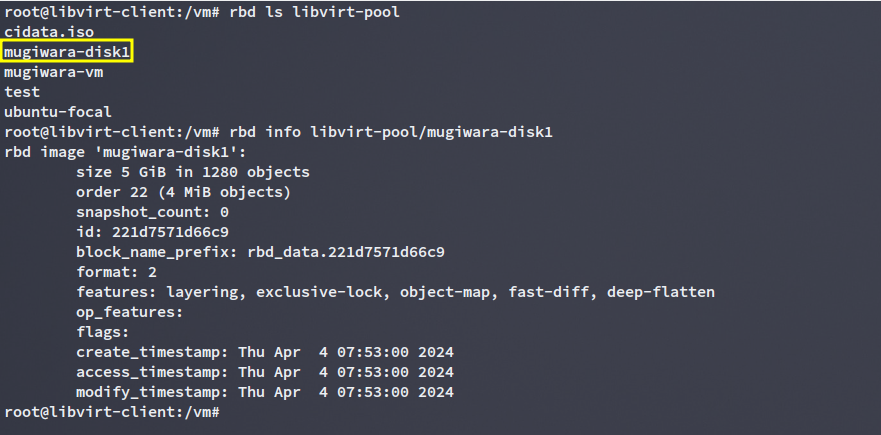 root@libvirt-client:/vm# rbd ls libvirt-pool
cidata.iso
mugiwara-disk1
mugiwara-vm
test
ubuntu-focal
root@libvirt-client:/vm# rbd info libvirt-pool/mugiwara-disk1
rbd image 'mugiwara-disk1':
        size 5 GiB in 1280 objects
        order 22 (4 MiB objects)
        snapshot_count: 0
        id: 221d7571d66c9
        block_name_prefix: rbd_data.221d7571d66c9
        format: 2
        features: layering, exclusive-lock, object-map, fast-diff, deep-flatten
        op_features:
        flags:
        create_timestamp: Thu Apr  4 07:53:00 2024
        access_timestamp: Thu Apr  4 07:53:00 2024
        modify_timestamp: Thu Apr  4 07:53:00 2024
root@libvirt-client:/vm#